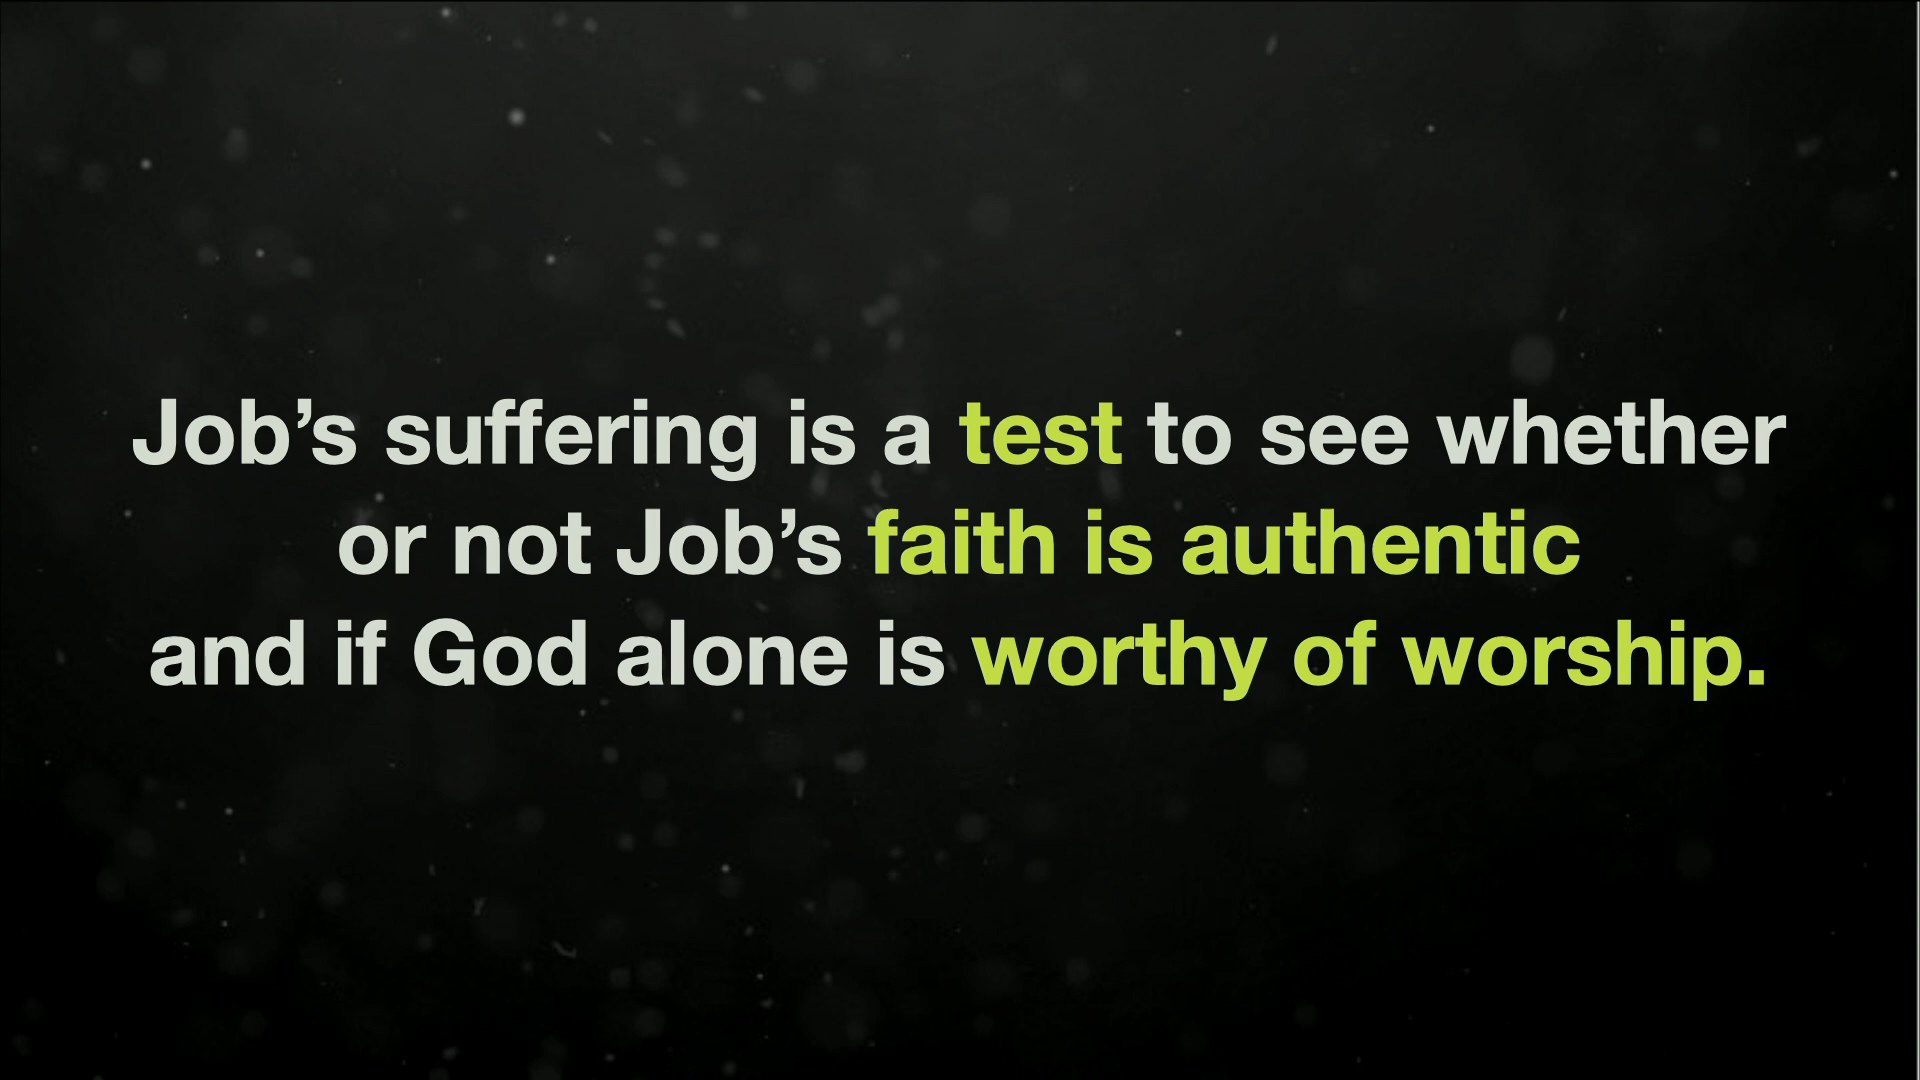 Job’s suffering is a test to see whether
or not Job’s faith is authentic
and if God alone is worthy of worship.